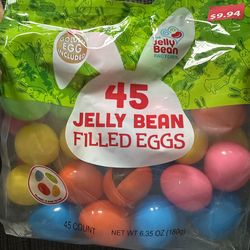 GOLD
EGG
INCLUDED
Jelly
Bean
FACTORY
$9.94
45
JELLY BEAN
FILLED EGGS
45 COUNT
NET WT 6.35 OZ (180g)